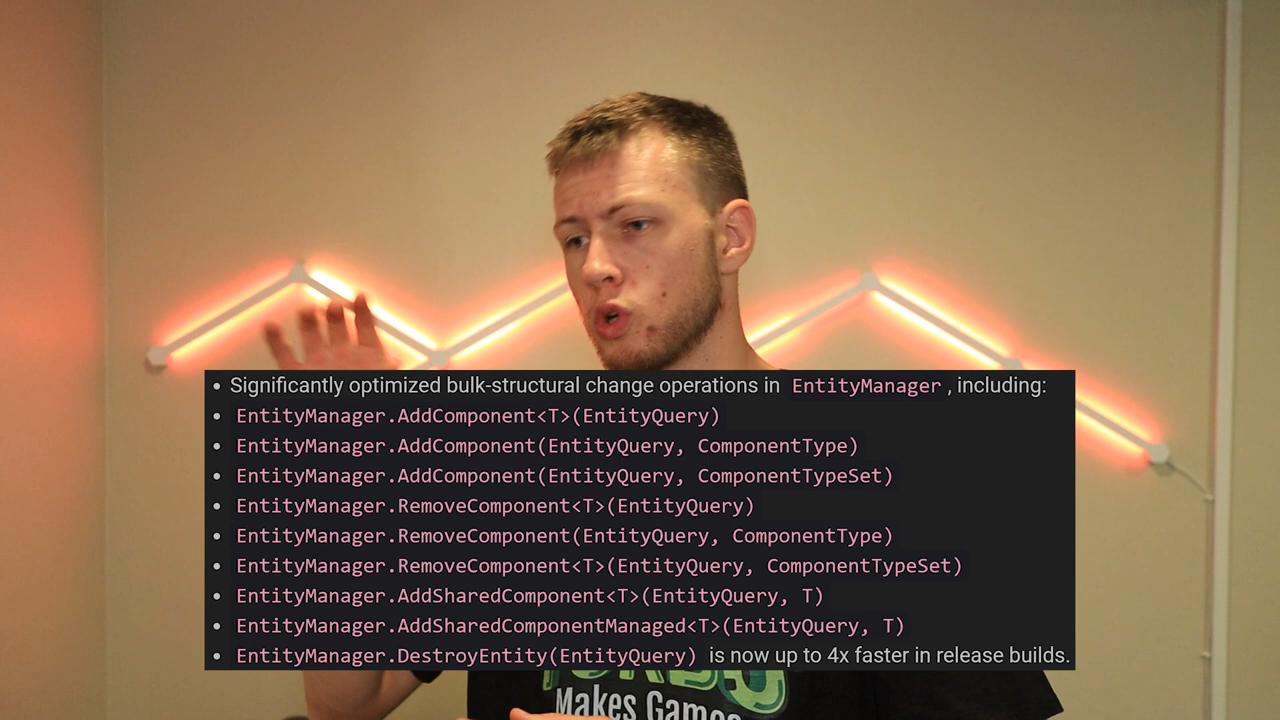 • Significantly optimized bulk-structural change operations in EntityManager, including:
• EntityManager.AddComponent<T>(EntityQuery)
• EntityManager.AddComponent(EntityQuery, ComponentType)
• EntityManager.AddComponent(EntityQuery, ComponentTypeSet)
• EntityManager.RemoveComponent<T>(EntityQuery)
• EntityManager.RemoveComponent(EntityQuery, ComponentType)
• EntityManager.RemoveComponent<T>(EntityQuery, ComponentTypeSet)
• EntityManager.AddSharedComponent<T>(EntityQuery, T)
• EntityManager.AddSharedComponentManaged<T>(EntityQuery, T)
• EntityManager.DestroyEntity(EntityQuery) is now up to 4x faster in release builds.
Makes Games